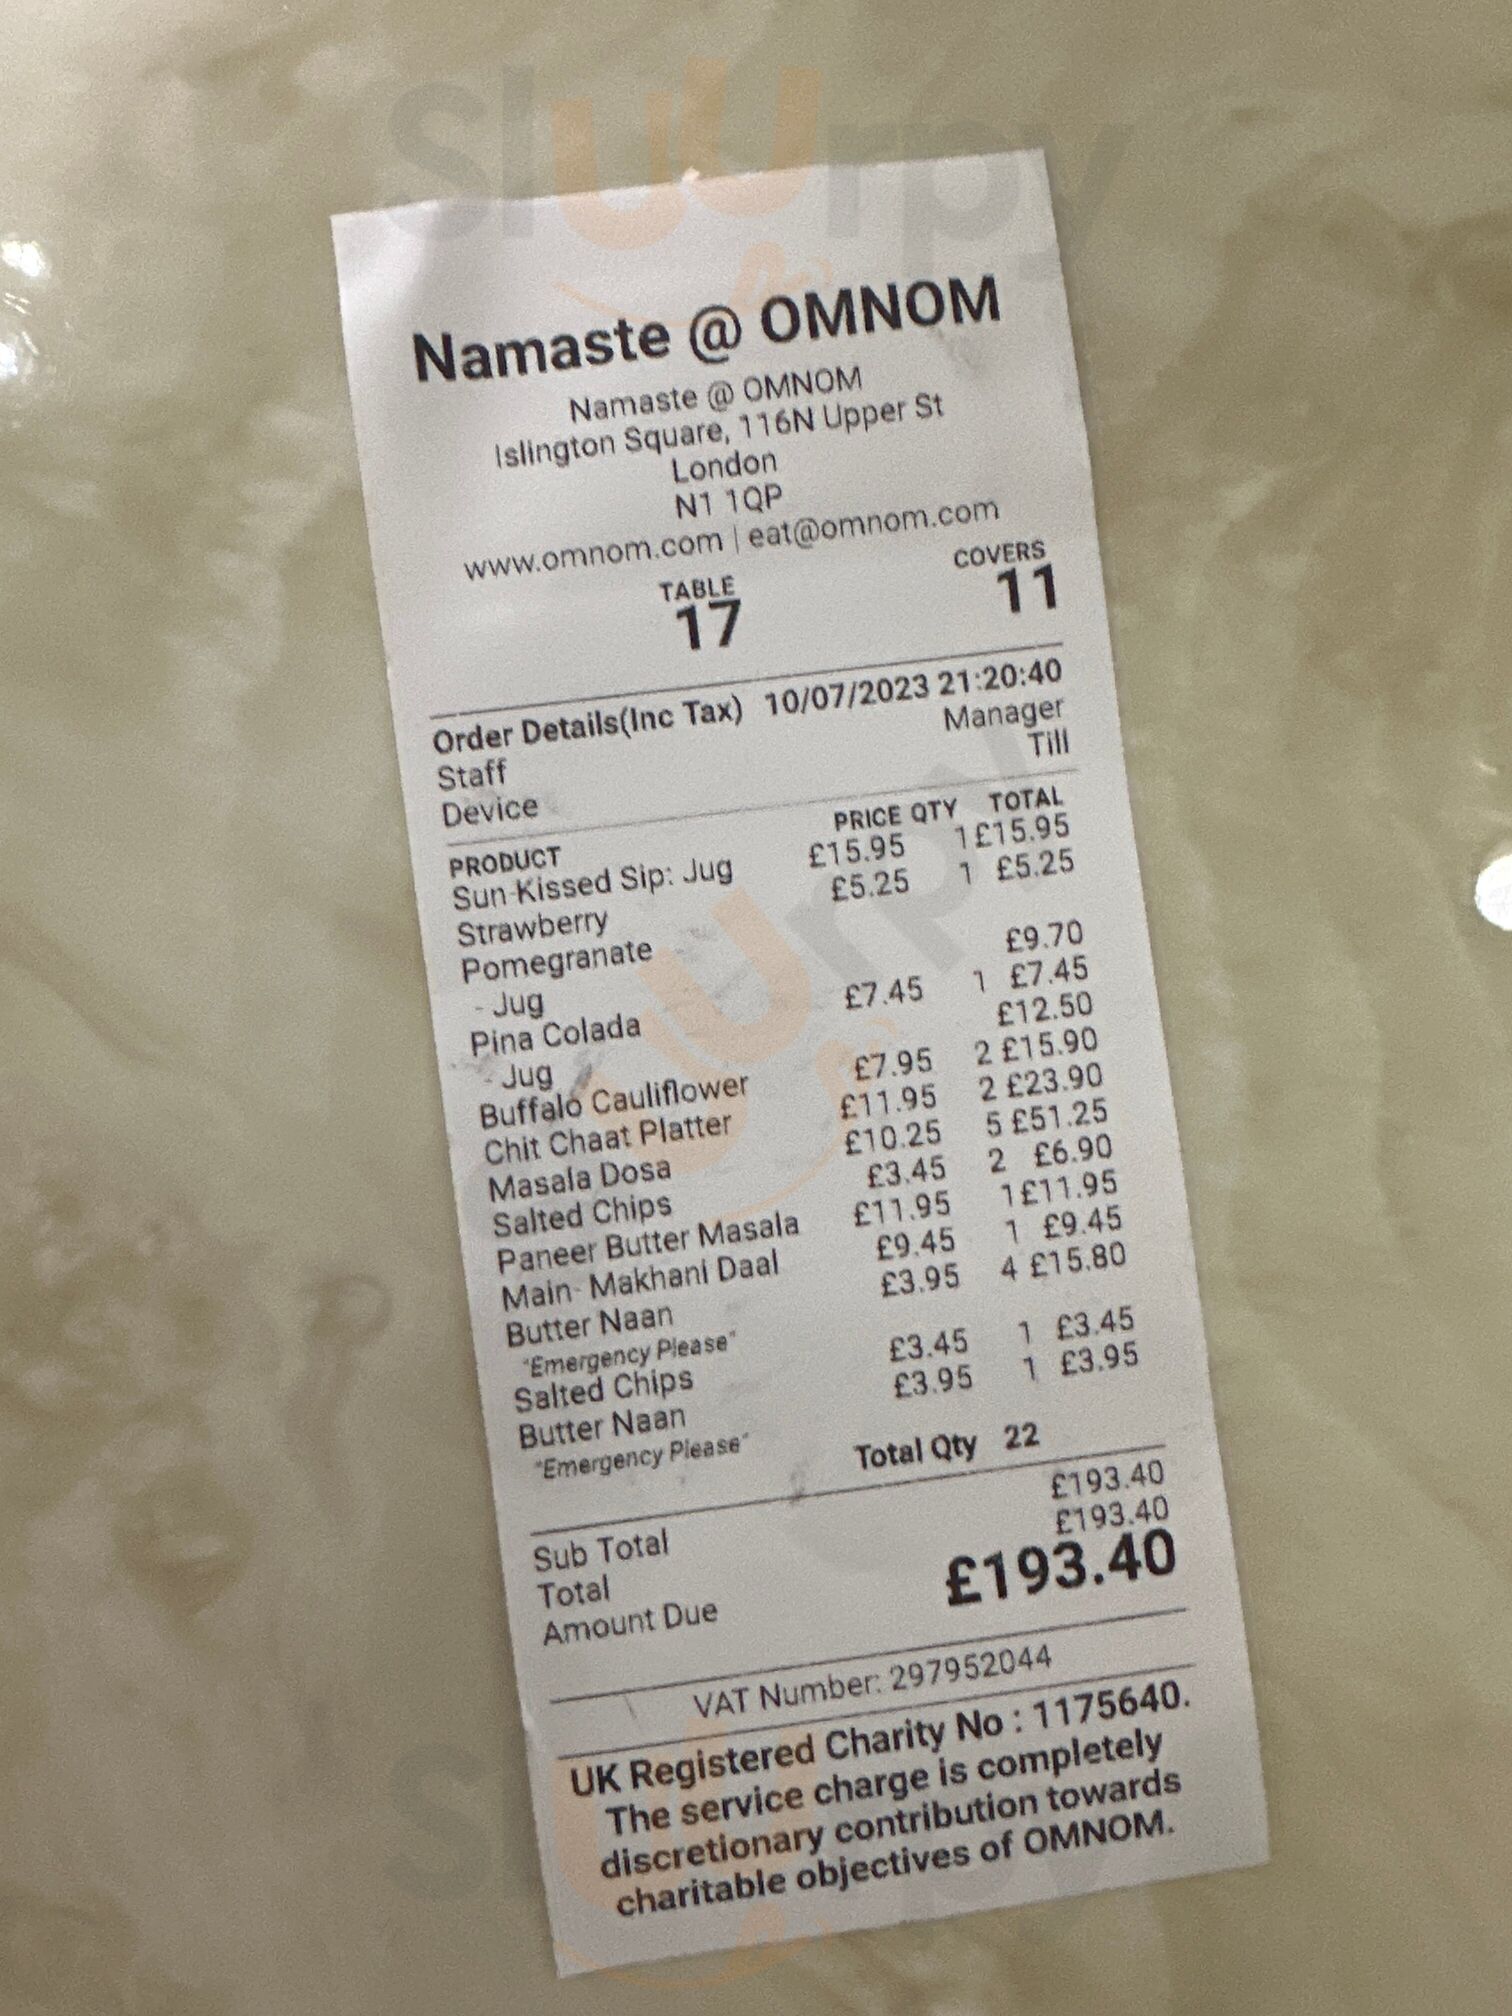 sluurpy
Namaste @ OMNOM
Namaste @ OMNOM
Islington Square, 116N Upper St
London
N1 1QP
www.omnom.com | eat@omnom.com
TABLE COVERS
17 11
Order Details(Inc Tax) 10/07/2023 21:20:40
Staff Manager
Device Till
PRODUCT PRICE QTY TOTAL
Sun-Kissed Sip: Jug £15.95 1 £15.95
Strawberry £5.25 1 £5.25
Pomegranate
- Jug £9.70
Pina Colada £7.45 1 £7.45
- Jug £12.50
Buffalo Cauliflower £7.95 2 £15.90
Chit Chaat Platter £11.95 2 £23.90
Masala Dosa £10.25 5 £51.25
Salted Chips £3.45 2 £6.90
Paneer Butter Masala £11.95 1 £11.95
Main- Makhani Daal £9.45 1 £9.45
Butter Naan £3.95 4 £15.80
"Emergency Please"
Salted Chips £3.45 1 £3.45
Butter Naan £3.95 1 £3.95
"Emergency Please"
Total Qty 22
Sub Total £193.40
Total £193.40
Amount Due £193.40
VAT Number: 297952044
UK Registered Charity No : 1175640.
The service charge is completely
discretionary contribution towards
charitable objectives of OMNOM.